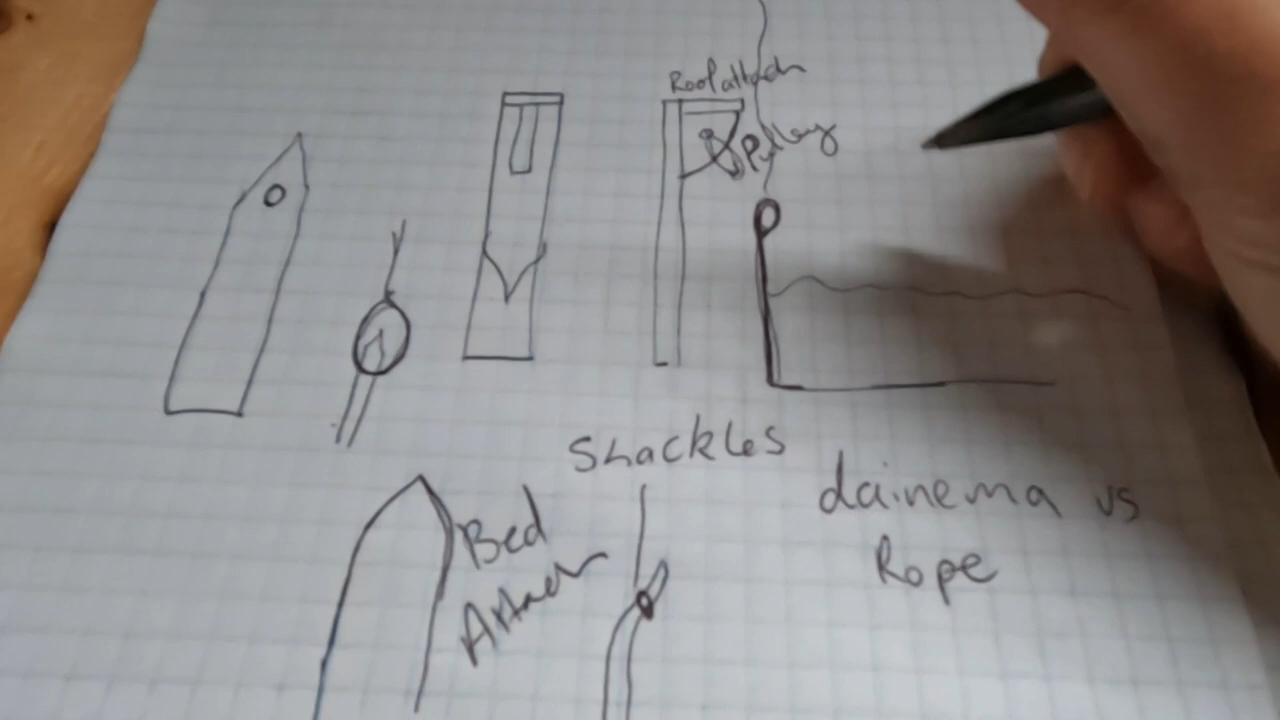 Roof attach
Pulley
Shackles
Bed
Attach
dainema vs
Rope